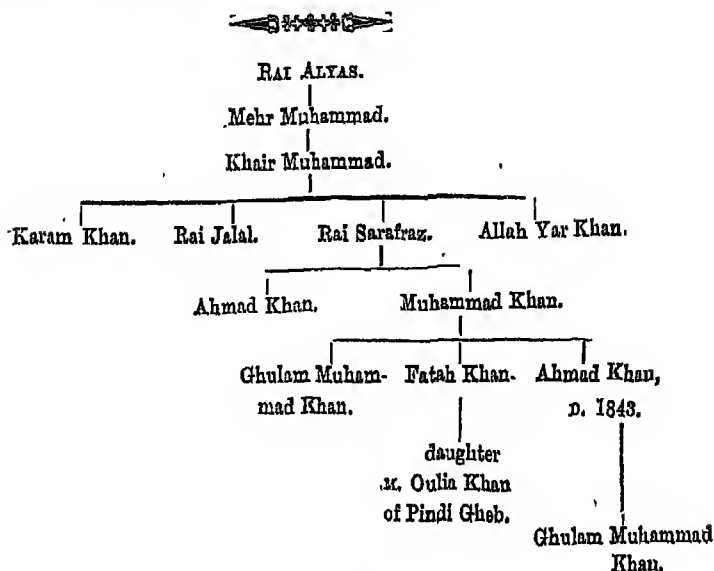 RAI ALYAS.
Mehr Muhammad.
Khair Muhammad.
Karam Khan. Rai Jalal. Rai Sarafraz. Allah Yar Khan.
Ahmad Khan. Muhammad Khan.
Ghulam Muham- Fatah Khan. Ahmad Khan,
mad Khan. D. 1843.
daughter
M. Oulia Khan
of Pindi Gheb.
Ghulam Muhammad
Khan.